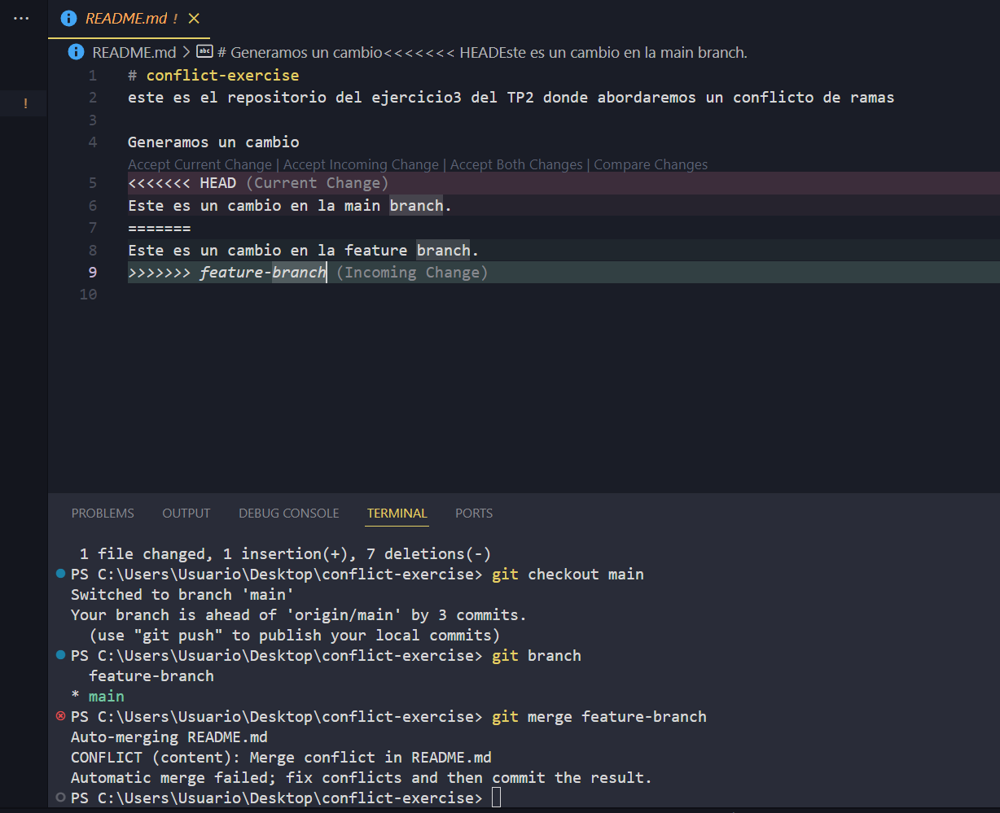 ...
README.md !
README.md > # Generamos un cambio<<<<<<< HEADEste es un cambio en la main branch.
!
1 # conflict-exercise
2 este es el repositorio del ejercicio3 del TP2 donde abordaremos un conflicto de ramas
3
4 Generamos un cambio
Accept Current Change | Accept Incoming Change | Accept Both Changes | Compare Changes
5 <<<<<<< HEAD (Current Change)
6 Este es un cambio en la main branch.
7 =======
8 Este es un cambio en la feature branch.
9 >>>>>>> feature-branch (Incoming Change)
10
PROBLEMS OUTPUT DEBUG CONSOLE TERMINAL PORTS
1 file changed, 1 insertion(+), 7 deletions(-)
PS C:\Users\Usuario\Desktop\conflict-exercise> git checkout main
Switched to branch 'main'
Your branch is ahead of 'origin/main' by 3 commits.
(use "git push" to publish your local commits)
PS C:\Users\Usuario\Desktop\conflict-exercise> git branch
feature-branch
* main
PS C:\Users\Usuario\Desktop\conflict-exercise> git merge feature-branch
Auto-merging README.md
CONFLICT (content): Merge conflict in README.md
Automatic merge failed; fix conflicts and then commit the result.
PS C:\Users\Usuario\Desktop\conflict-exercise>